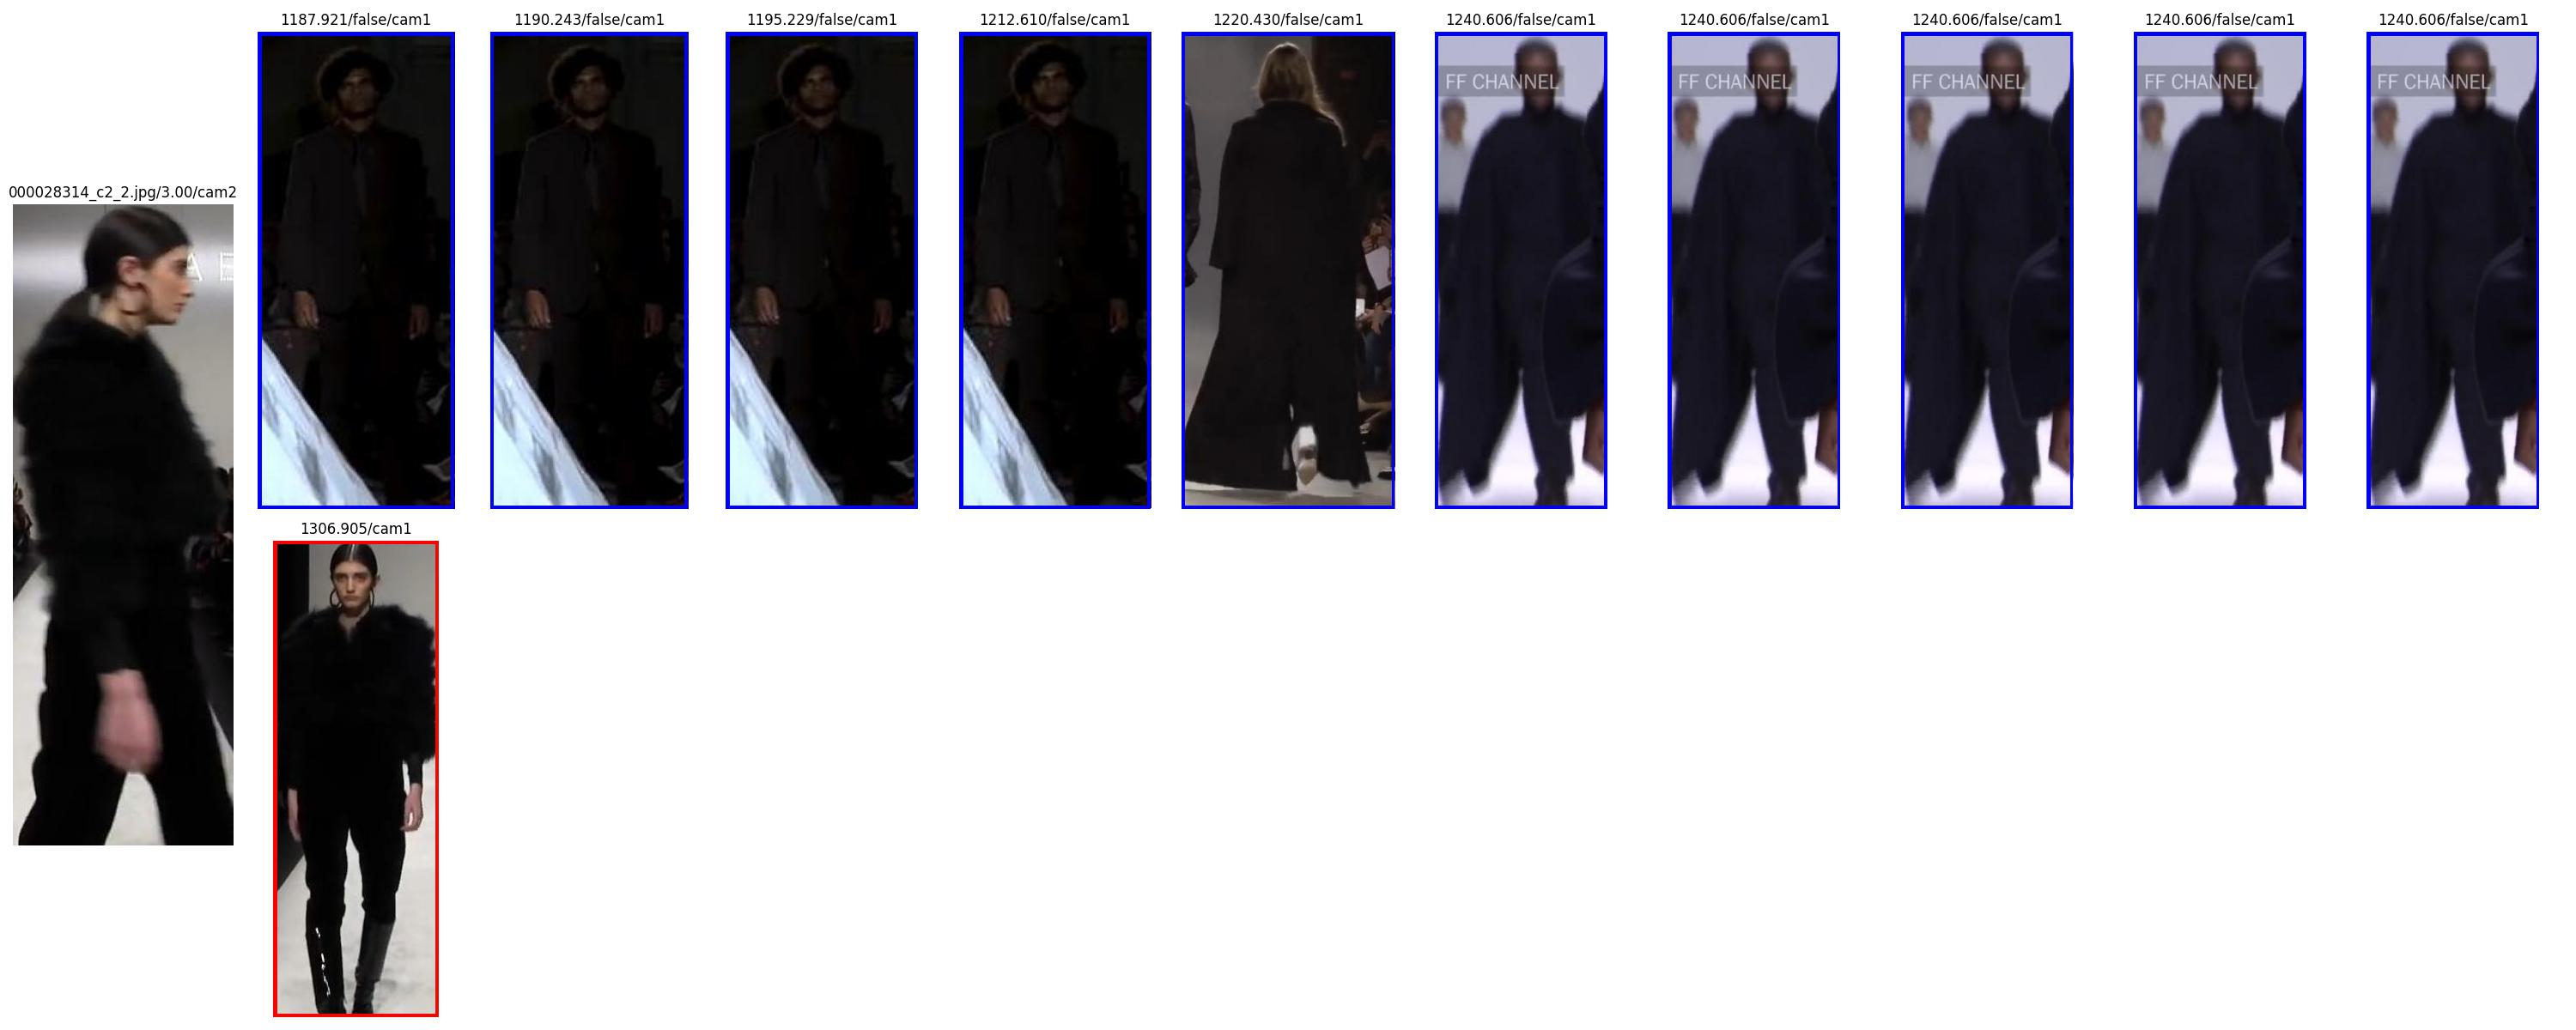 1187.921/false/cam1
1190.243/false/cam1
1195.229/false/cam1
1212.610/false/cam1
1220.430/false/cam1
1240.606/false/cam1
1240.606/false/cam1
1240.606/false/cam1
1240.606/false/cam1
1240.606/false/cam1
FF CHANNEL
FF CHANNEL
FF CHANNEL
FF CHANNEL
FF CHANNEL
000028314_c2_2.jpg/3.00/cam2
A E
1306.905/cam1